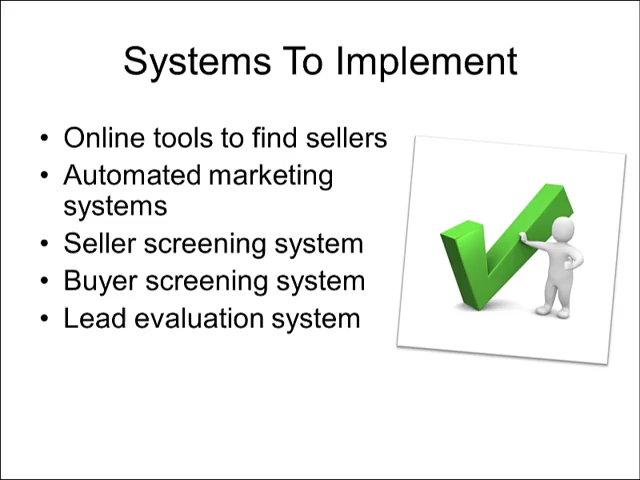 Systems To Implement
• Online tools to find sellers
• Automated marketing
systems
• Seller screening system
• Buyer screening system
• Lead evaluation system